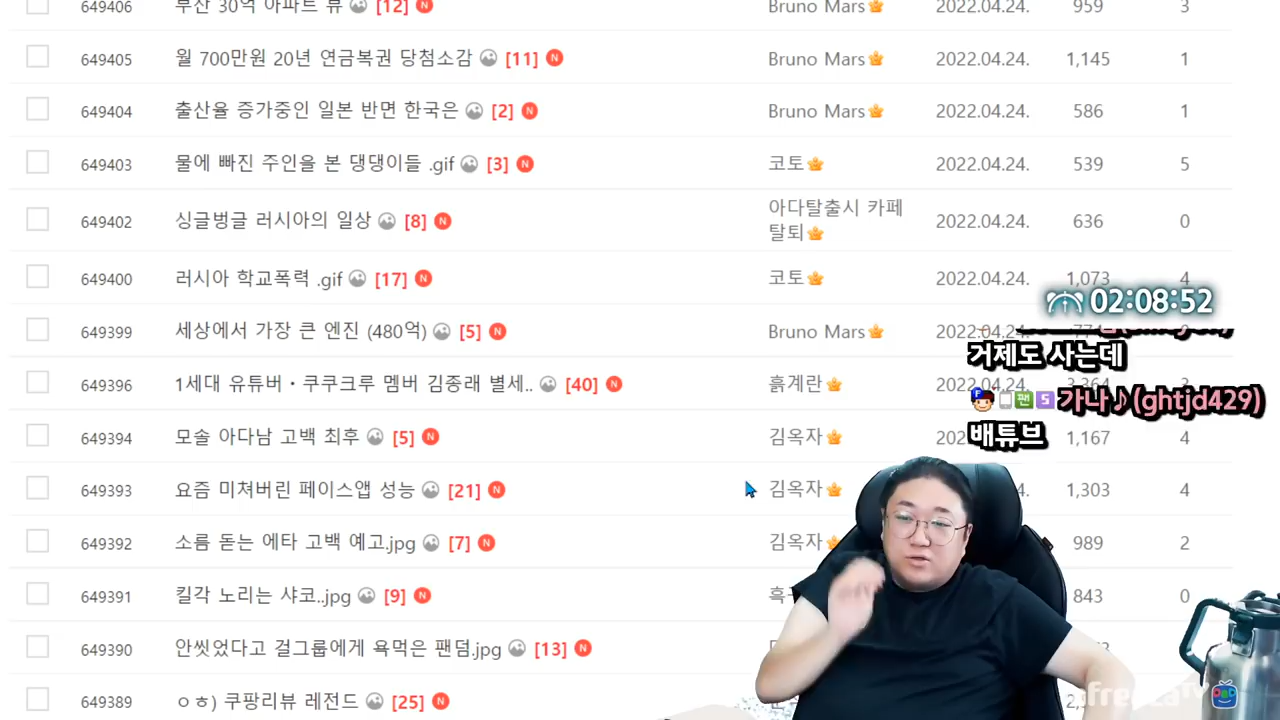 649406 부산 30억 아파트 뷰 [12] N Bruno Mars 2022.04.24. 959 3
649405 월 700만원 20년 연금복권 당첨소감 [11] N Bruno Mars 2022.04.24. 1,145 1
649404 출산율 증가중인 일본 반면 한국은 [2] N Bruno Mars 2022.04.24. 586 1
649403 물에 빠진 주인을 본 댕댕이들 .gif [3] N 코토 2022.04.24. 539 5
649402 싱글벙글 러시아의 일상 [8] N 아다탈출시 카페 2022.04.24. 636 0
탈퇴
649400 러시아 학교폭력 .gif [17] N 코토 2022.04.24. 1,073 4
02:08:52
649399 세상에서 가장 큰 엔진 (480억) [5] N Bruno Mars 2022.04.24.
거제도 사는데
649396 1세대 유튜버·쿠쿠크루 멤버 김종래 별세.. [40] N 흙계란 2022.04.24. 3,364 3
팬 5 가나♪(ghtjd429)
649394 모솔 아다남 고백 최후 [5] N 김옥자 1,167 4
배튜브
649393 요즘 미쳐버린 페이스앱 성능 [21] N 김옥자 1,303 4
649392 소름 돋는 에타 고백 예고.jpg [7] N 김옥자 989 2
649391 킬각 노리는 샤코..jpg [9] N 843 0
649390 안씻었다고 걸그룹에게 욕먹은 팬덤.jpg [13] N
649389 ㅇㅎ) 쿠팡리뷰 레전드 [25] N